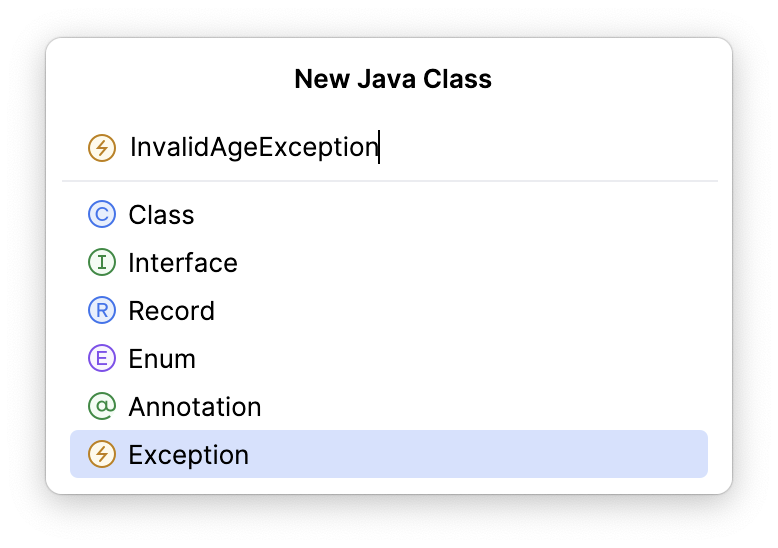 New Java Class
InvalidAgeException
C Class
I Interface
R Record
E Enum
@ Annotation
Exception